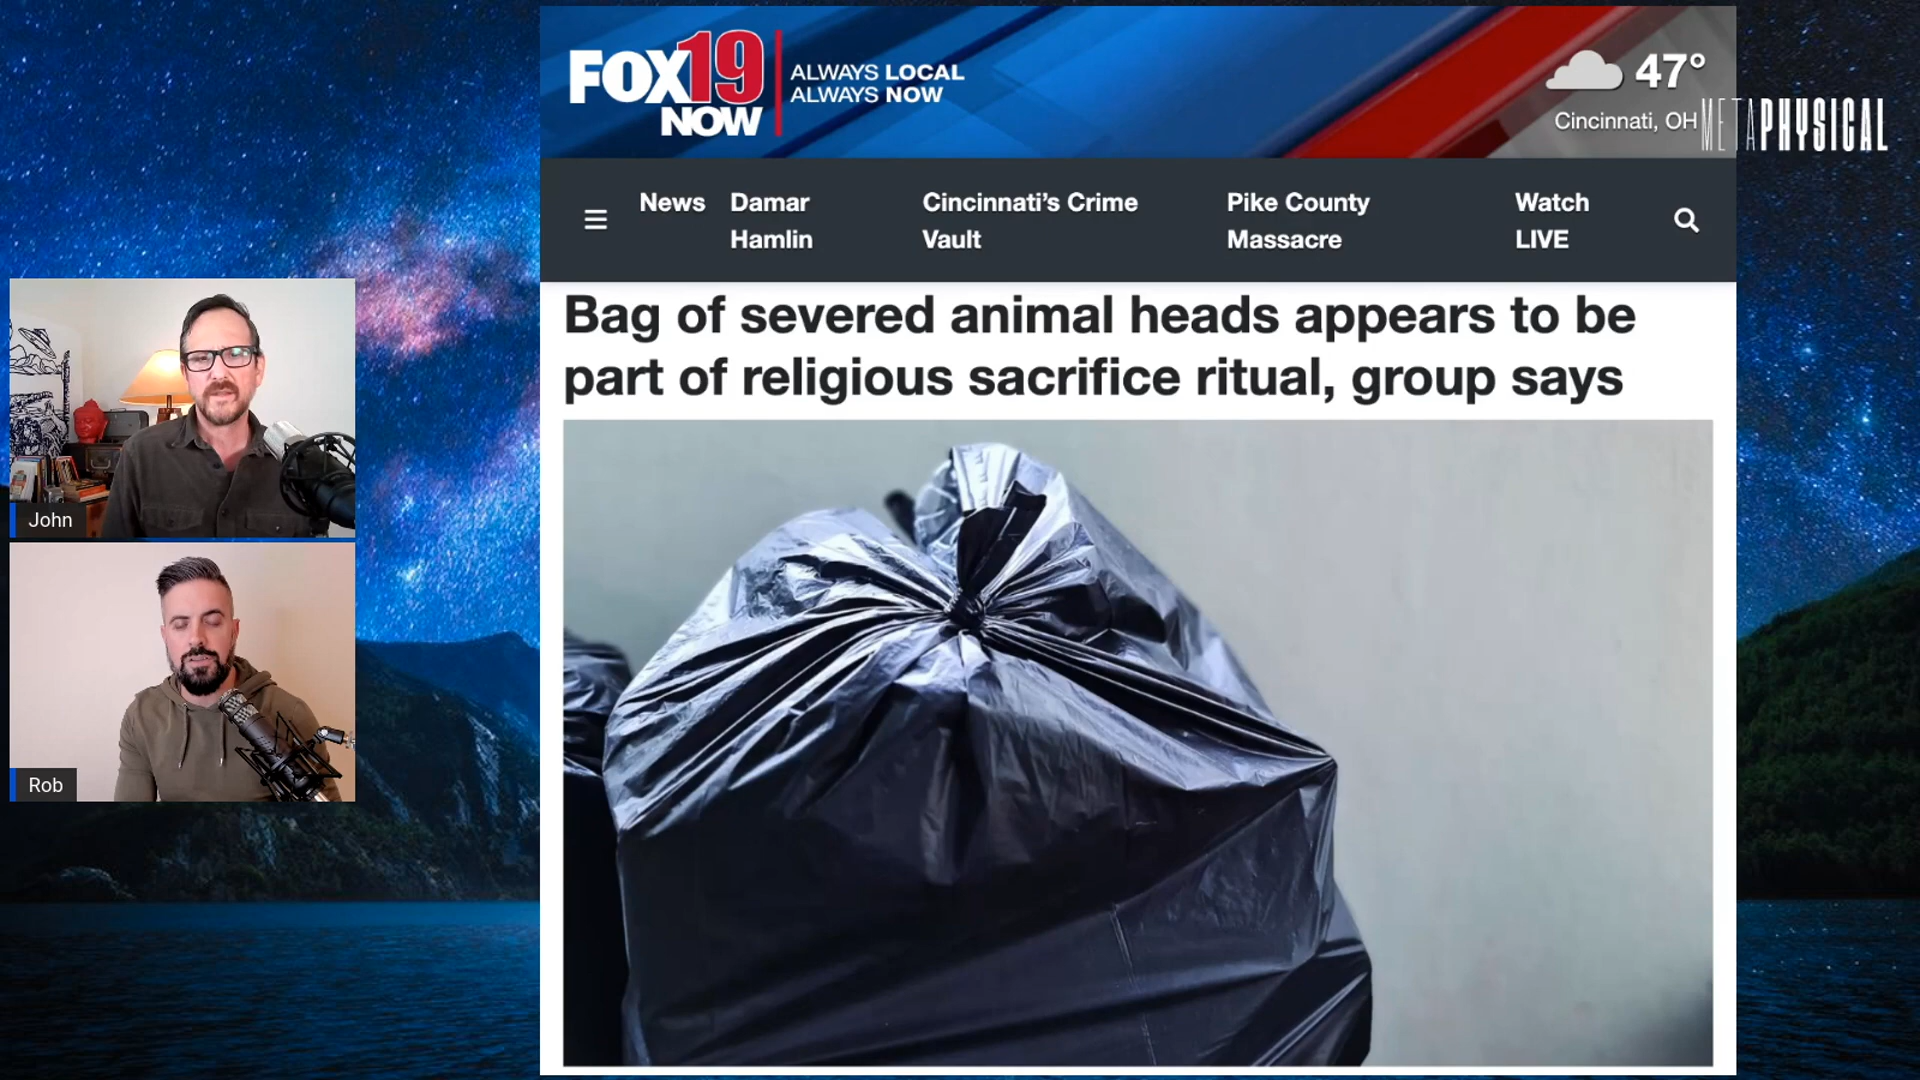 FOX19
NOW
ALWAYS LOCAL
ALWAYS NOW
47°
Cincinnati, OH
METAPHYSICAL
News
Damar
Hamlin
Cincinnati's Crime
Vault
Pike County
Massacre
Watch
LIVE
Bag of severed animal heads appears to be
part of religious sacrifice ritual, group says
John
Rob